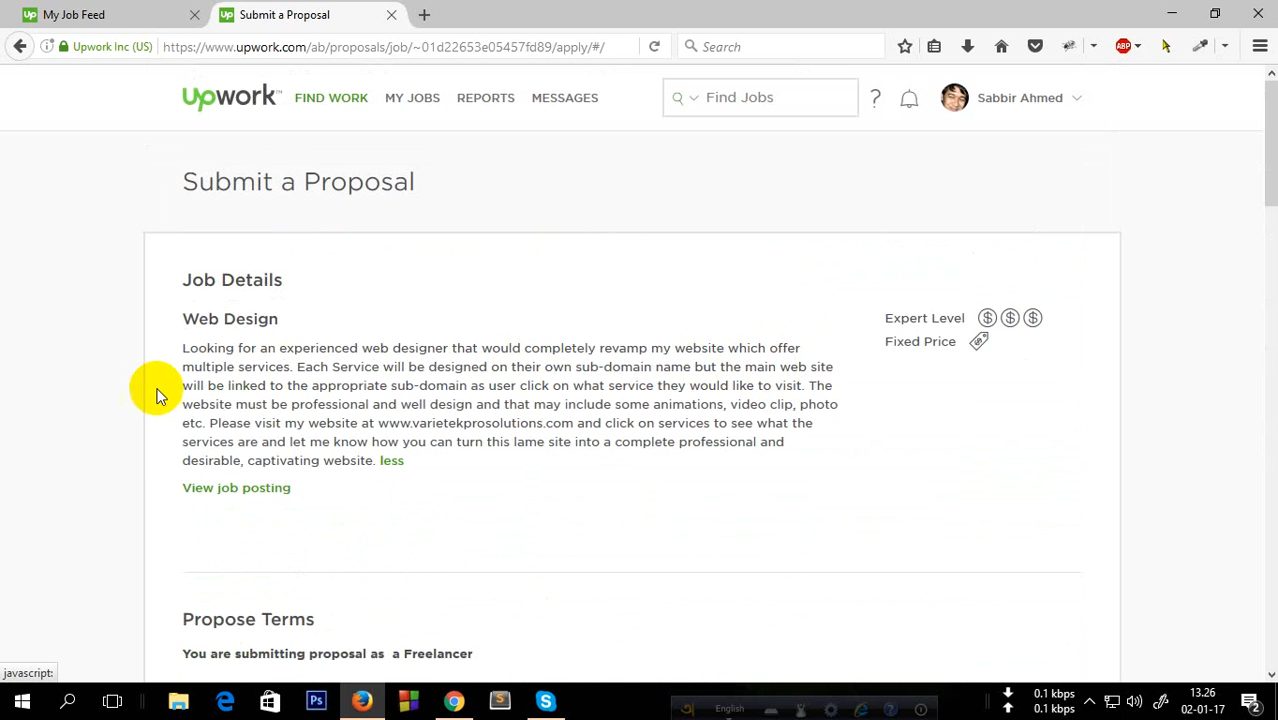 My Job Feed
Submit a Proposal
Upwork Inc (US)
https://www.upwork.com/ab/proposals/job/~01d22653e05457fd89/apply/#/
Search
ABP
upwork™ FIND WORK MY JOBS REPORTS MESSAGES
Find Jobs
?
Sabbir Ahmed
Submit a Proposal
Job Details
Web Design
Expert Level $ $ $
Fixed Price
Looking for an experienced web designer that would completely revamp my website which offer
multiple services. Each Service will be designed on their own sub-domain name but the main web site
will be linked to the appropriate sub-domain as user click on what service they would like to visit. The
website must be professional and well design and that may include some animations, video clip, photo
etc. Please visit my website at www.varietekprosolutions.com and click on services to see what the
services are and let me know how you can turn this lame site into a complete professional and
desirable, captivating website. less
View job posting
Propose Terms
You are submitting proposal as a Freelancer
javascript:
English
0.1 kbps
0.1 kbps
13.26
02-01-17
2